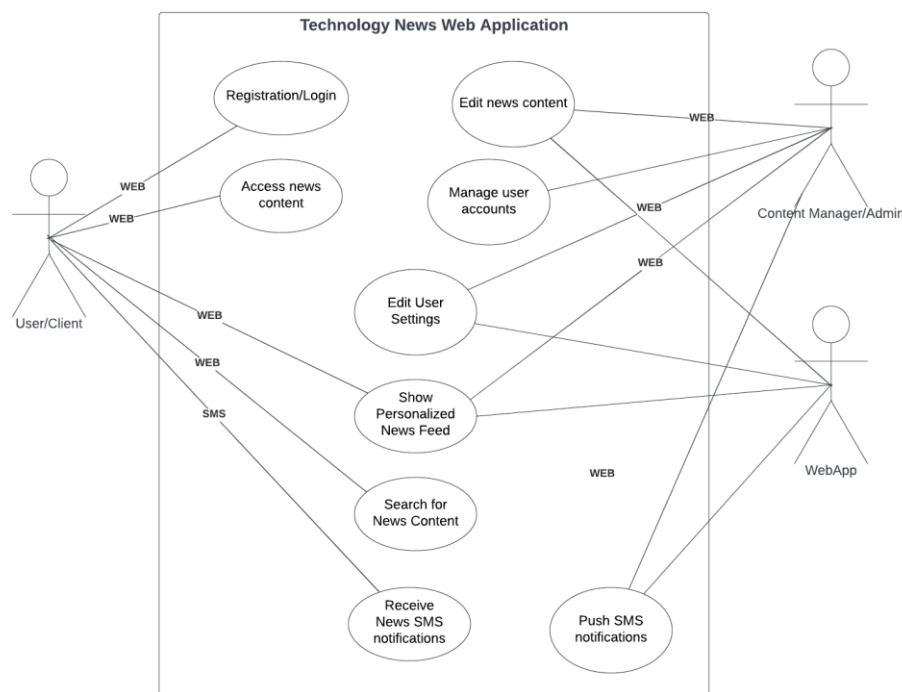 Technology News Web Application
Registration/Login
Edit news content
WEB
WEB
Access news
content
Manage user
accounts
WEB
WEB
Content Manager/Admin
WEB
Edit User
Settings
User/Client
WEB
WEB
SMS
Show
Personalized
News Feed
WEB
WebApp
Search for
News Content
Receive
News SMS
notifications
Push SMS
notifications